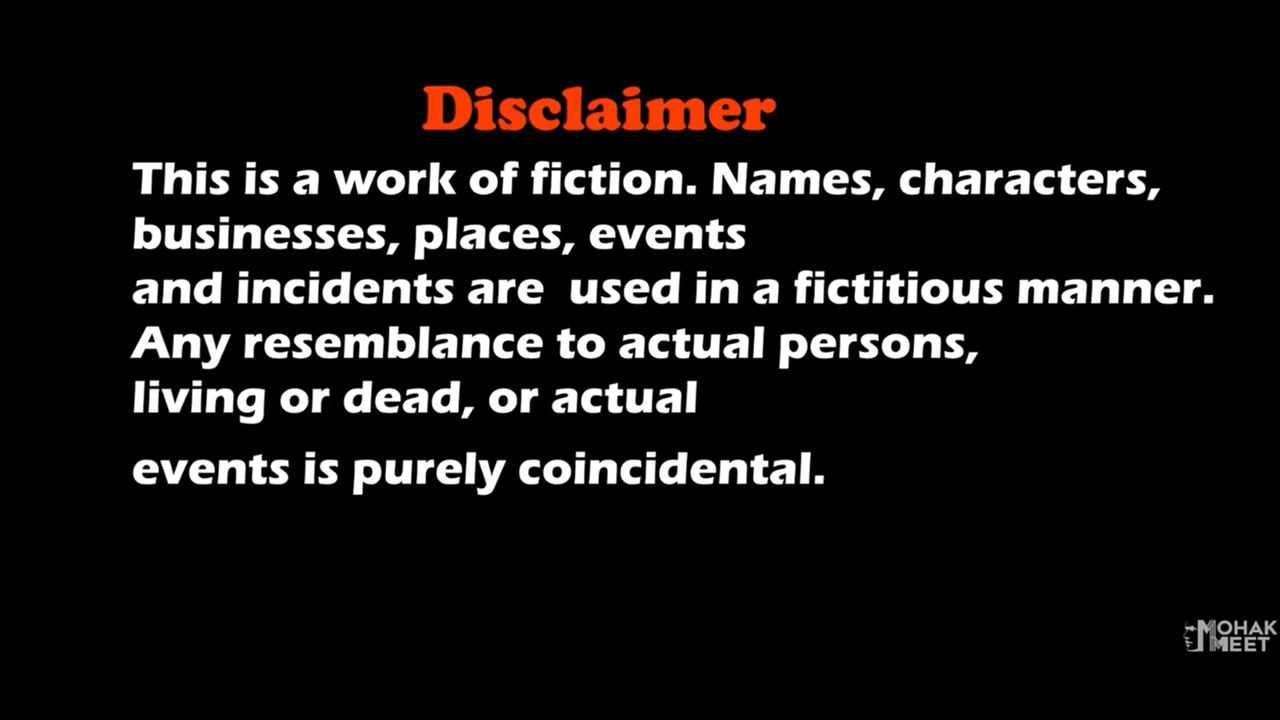 Disclaimer
This is a work of fiction. Names, characters,
businesses, places, events
and incidents are  used in a fictitious manner.
Any resemblance to actual persons,
living or dead, or actual
events is purely coincidental.
MOHAK
MEET